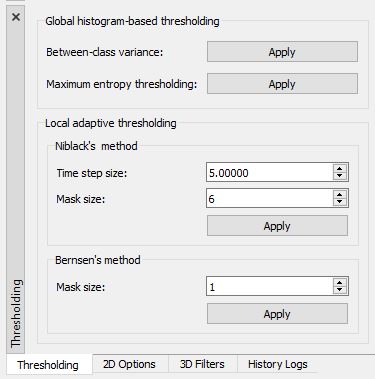 Global histogram-based thresholding
Between-class variance: Apply
Maximum entropy thresholding: Apply
Local adaptive thresholding
Niblack's method
Time step size: 5.00000
Mask size: 6
Apply
Bernsen's method
Mask size: 1
Apply
Thresholding
Thresholding 2D Options 3D Filters History Logs